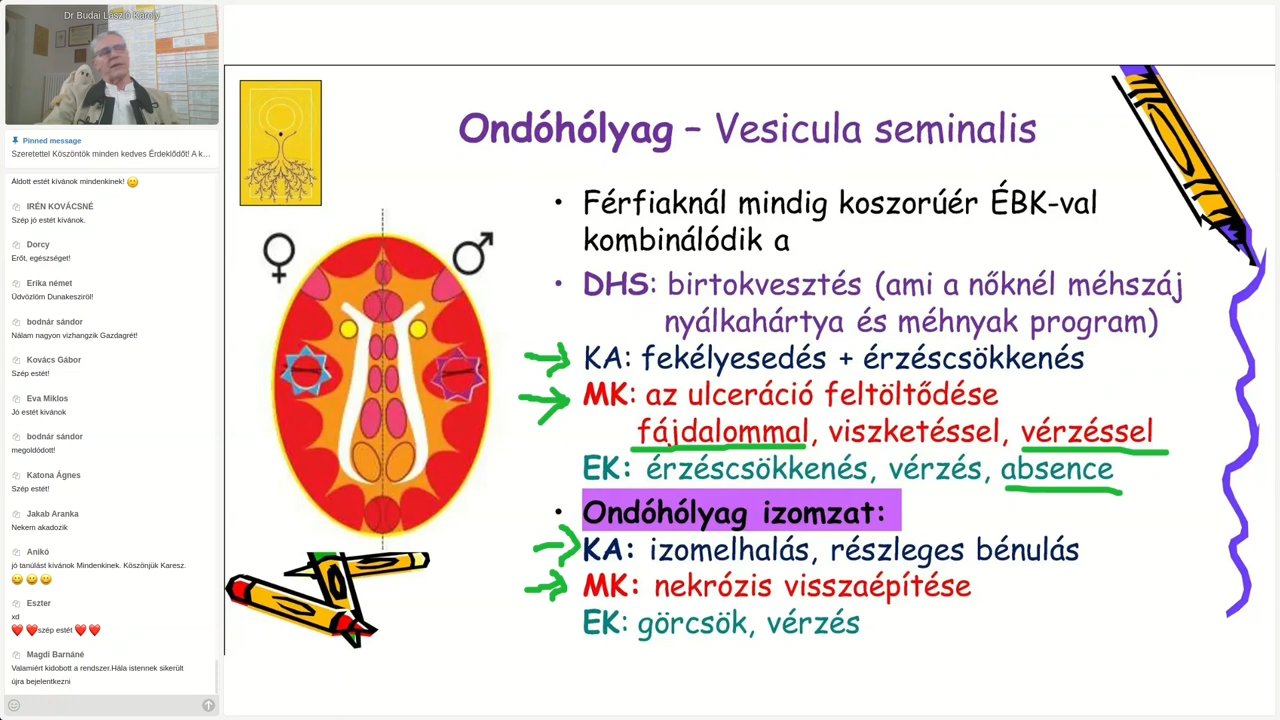 Dr Budai László Károly
Pinned message
Szeretettel Köszöntök minden kedves Érdeklődőt! A k...
Áldott estét kívánok mindenkinek!
IRÉN KOVÁCSNÉ
Szép jó estét kívánok.
Dorcy
Erőt, egészséget!
Erika német
Üdvözlöm Dunakesziröl!
bodnár sándor
Nálam nagyon vizhangzik Gazdagrét!
Kovács Gábor
Szép estét!
Eva Miklos
Jó estét kivánok
bodnár sándor
megoldódott!
Katona Ágnes
Szép estét!
Jakab Aranka
Nekem akadozik
Anikó
jó tanúlást kívánok Mindenkinek. Köszönjük Karesz.
Eszter
xd
szép estét
Magdi Barnáné
Valamiért kidobott a rendszer.Hála istennek sikerült
újra bejelentkezni
Ondóhólyag – Vesicula seminalis
• Férfiaknál mindig koszorúér ÉBK-val
kombinálódik a
• DHS: birtokvesztés (ami a nőknél méhszáj
nyálkahártya és méhnyak program)
KA: fekélyesedés + érzéscsökkenés
MK: az ulceráció feltöltődése
fájdalommal, viszketéssel, vérzéssel
EK: érzéscsökkenés, vérzés, absence
• Ondóhólyag izomzat:
KA: izomelhalás, részleges bénulás
MK: nekrózis visszaépítése
EK: görcsök, vérzés